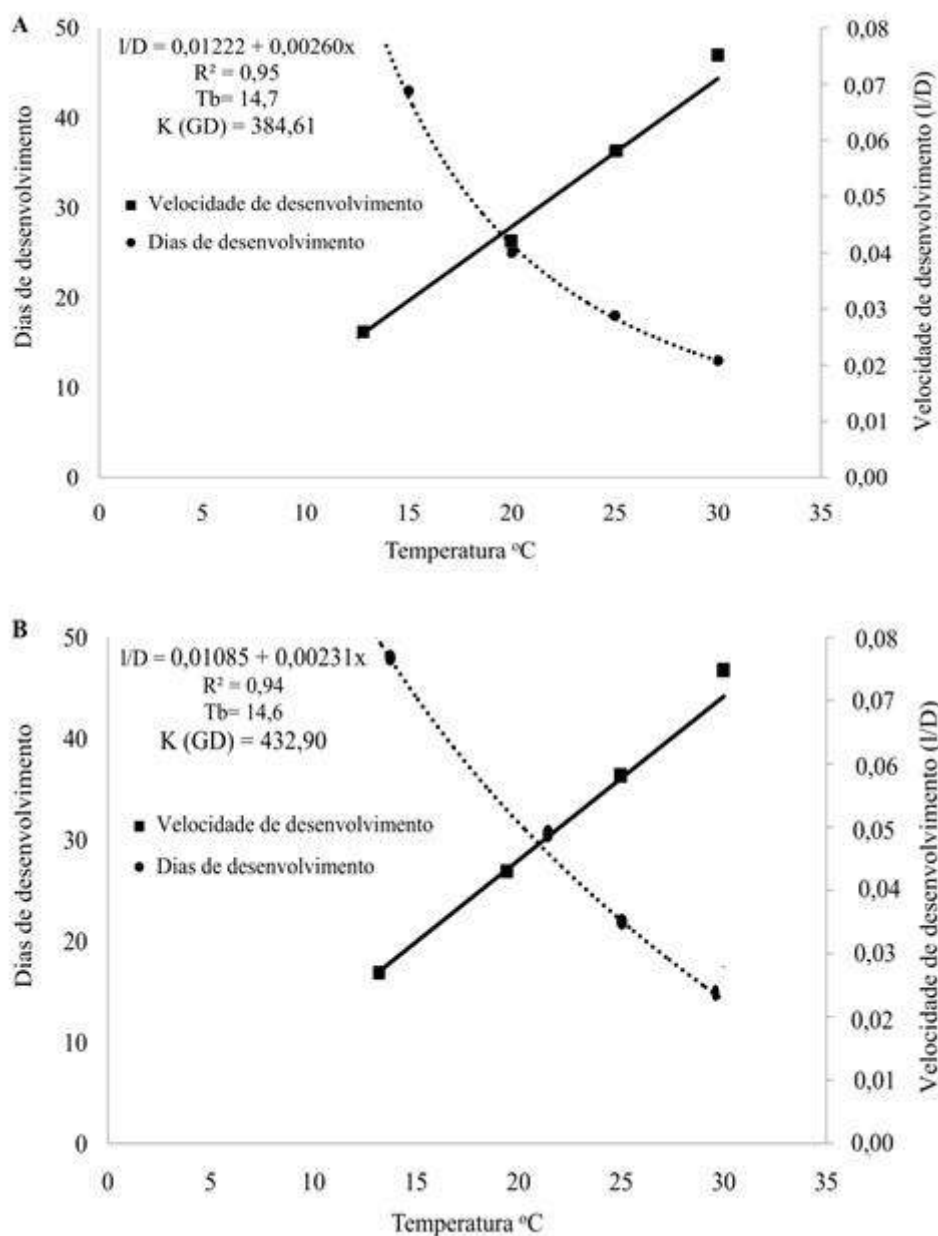 A
l/D = 0,01222 + 0,00260x
R² = 0,95
Tb= 14,7
K (GD) = 384,61
Velocidade de desenvolvimento
Dias de desenvolvimento
Dias de desenvolvimento
50
40
30
20
10
0
Velocidade de desenvolvimento (l/D)
0,08
0,07
0,06
0,05
0,04
0,03
0,02
0,01
0,00
0 5 10 15 20 25 30 35
Temperatura ºC
B
l/D = 0,01085 + 0,00231x
R² = 0,94
Tb= 14,6
K (GD) = 432,90
Velocidade de desenvolvimento
Dias de desenvolvimento
Dias de desenvolvimento
50
40
30
20
10
0
Velocidade de desenvolvimento (l/D)
0,08
0,07
0,06
0,05
0,04
0,03
0,02
0,01
0,00
0 5 10 15 20 25 30 35
Temperatura ºC